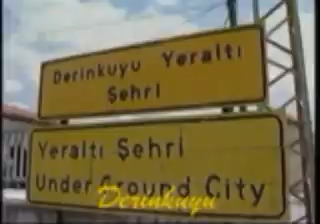 Derinkuyu Yeraltı
Şehri
Yeraltı Şehri
Under Ground City
Derinkuyu